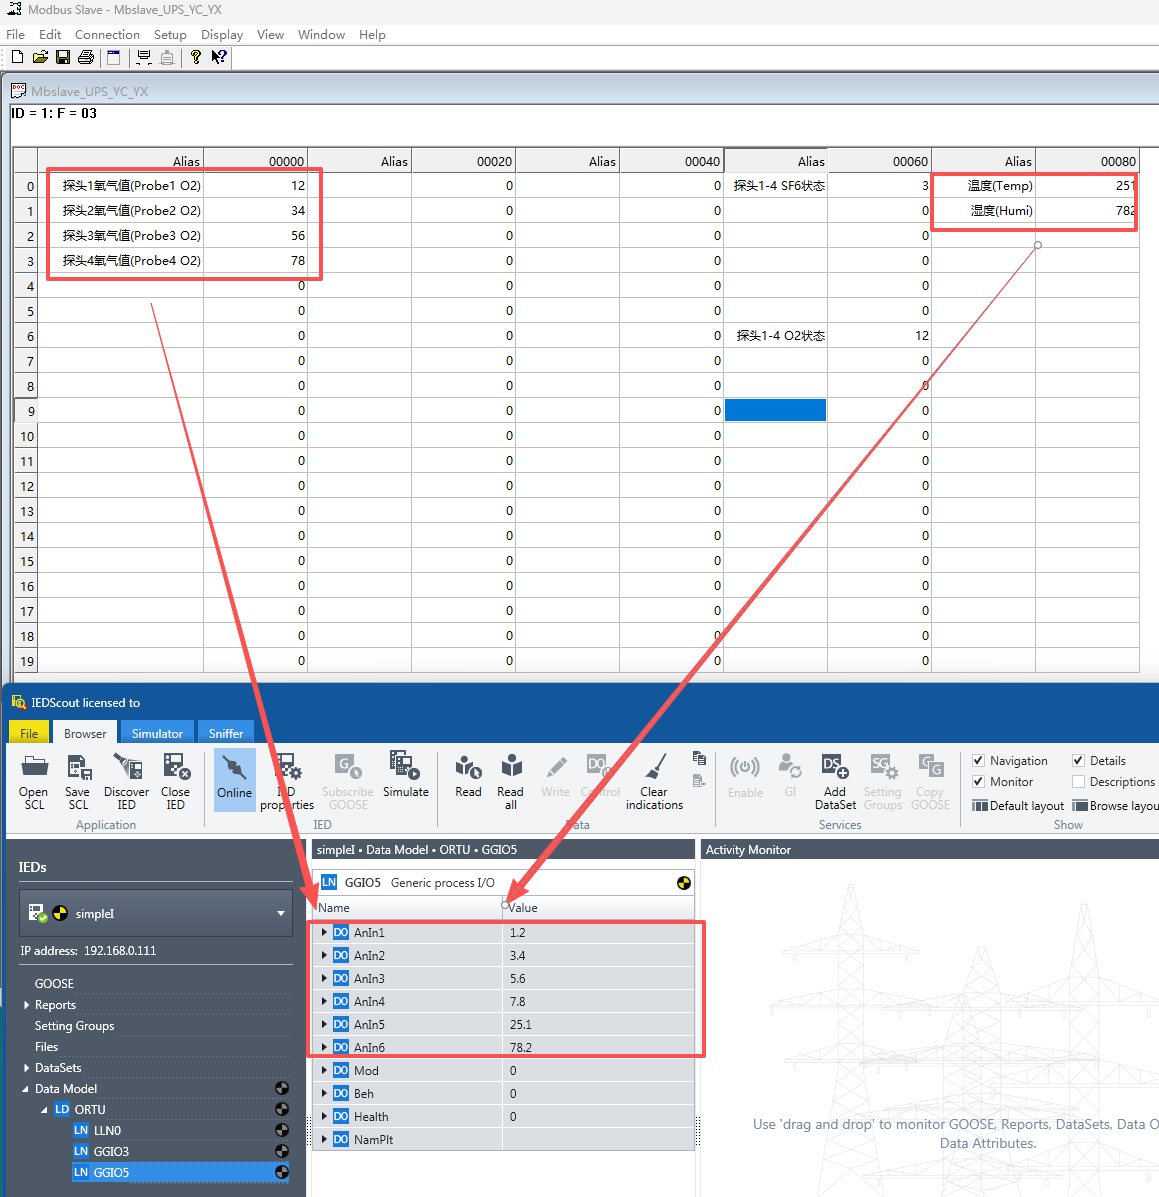 Modbus Slave - Mbslave_UPS_YC_YX
File Edit Connection Setup Display View Window Help
Mbslave_UPS_YC_YX
ID = 1: F = 03
Alias 00000 Alias 00020 Alias 00040 Alias 00060 Alias 00080
0 探头1氧气值(Probe1 O2) 12 0 0 探头1-4 SF6状态 3 温度(Temp) 251
1 探头2氧气值(Probe2 O2) 34 0 0 0 湿度(Humi) 782
2 探头3氧气值(Probe3 O2) 56 0 0 0
3 探头4氧气值(Probe4 O2) 78 0 0 0
4 0 0 0 0
5 0 0 0 0
6 0 0 0 探头1-4 O2状态 12
7 0 0 0 0
8 0 0 0 0
9 0 0 0 0
10 0 0 0 0
11 0 0 0 0
12 0 0 0 0
13 0 0 0 0
14 0 0 0 0
15 0 0 0 0
16 0 0 0 0
17 0 0 0 0
18 0 0 0 0
19 0 0 0 0
IEDScout licensed to
File Browser Simulator Sniffer
Open SCL Save SCL Discover IED Close IED Online IED properties Subscribe GOOSE Simulate Read Read all Write Control Clear indications Enable GI Add DataSet Setting Groups Copy GOOSE
Navigation Details
Monitor Descriptions
Default layout Browse layou
Application IED Data Services Show
IEDs
simpleI
IP address: 192.168.0.111
GOOSE
Reports
Setting Groups
Files
DataSets
Data Model
LD ORTU
LN LLN0
LN GGIO3
LN GGIO5
simpleI • Data Model • ORTU • GGIO5
LN GGIO5 Generic process I/O
Name Value
DO AnIn1 1.2
DO AnIn2 3.4
DO AnIn3 5.6
DO AnIn4 7.8
DO AnIn5 25.1
DO AnIn6 78.2
DO Mod 0
DO Beh 0
DO Health 0
DO NamPlt
Activity Monitor
Use 'drag and drop' to monitor GOOSE, Reports, DataSets, Data O
Data Attributes.